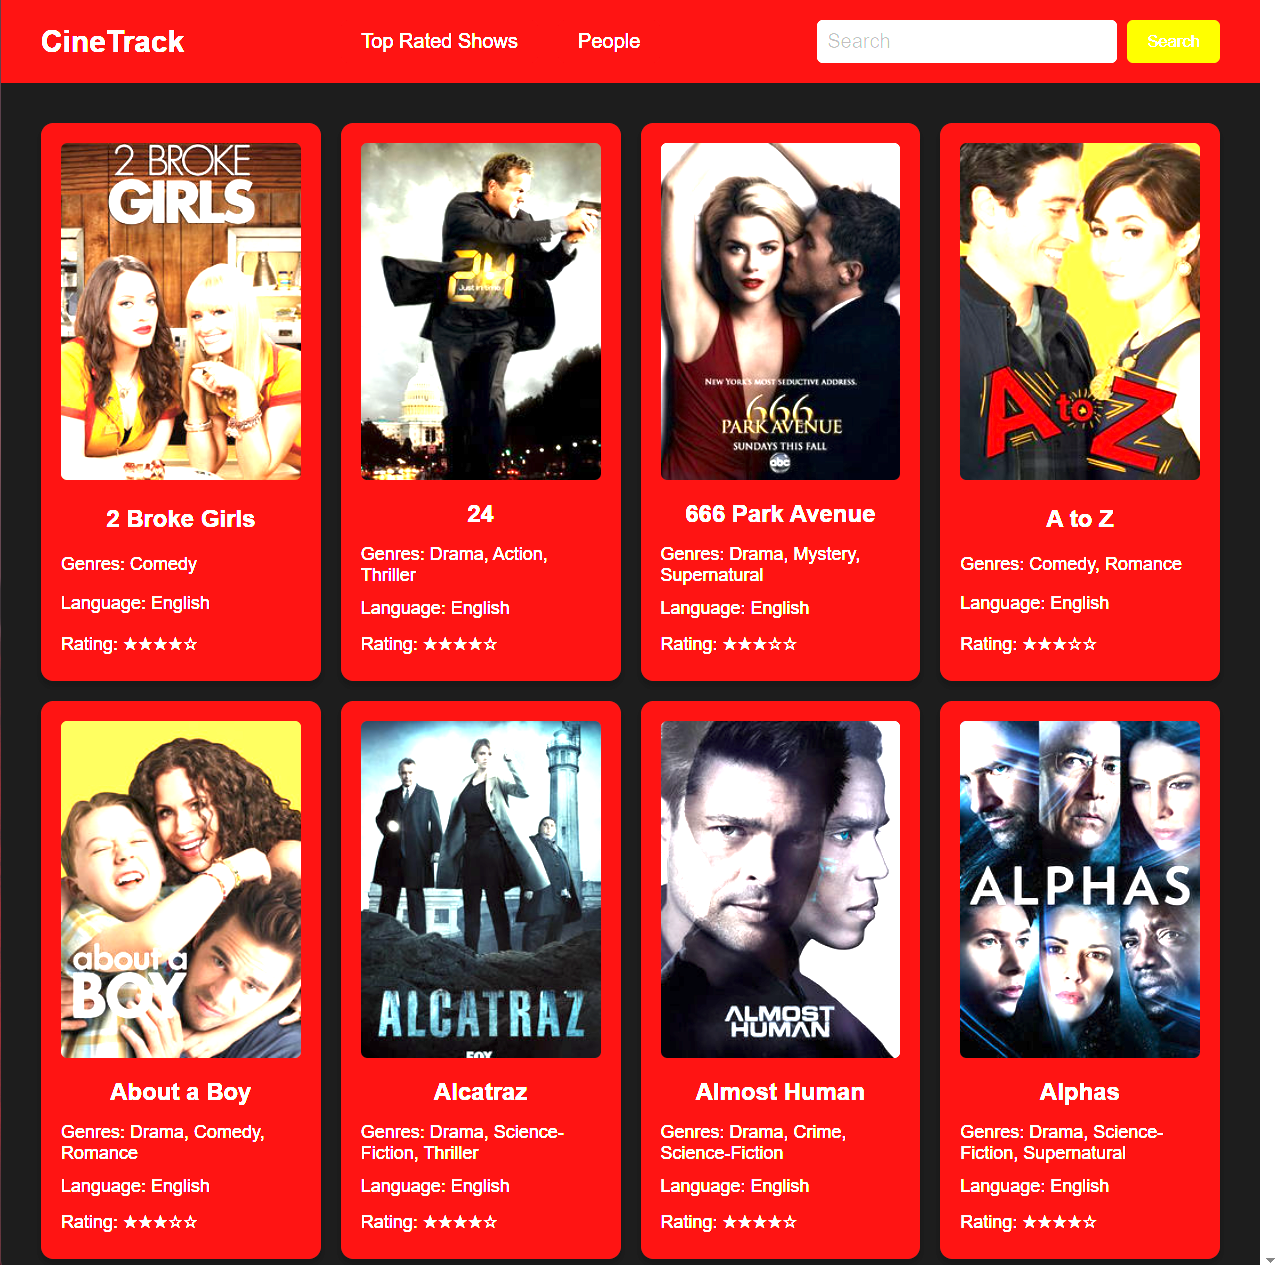 CineTrack
Top Rated Shows
People
Search
Search
2 BROKE
GIRLS
24
Just in time
NEW YORK'S MOST SEDUCTIVE ADDRESS.
666
PARK AVENUE
SUNDAYS THIS FALL
abc
A to Z
2 Broke Girls
Genres: Comedy
Language: English
Rating: ★★★★☆
24
Genres: Drama, Action,
Thriller
Language: English
Rating: ★★★★☆
666 Park Avenue
Genres: Drama, Mystery,
Supernatural
Language: English
Rating: ★★★☆☆
A to Z
Genres: Comedy, Romance
Language: English
Rating: ★★★☆☆
about a
BOY
ALCATRAZ
FOX
ALMOST
HUMAN
ALPHAS
About a Boy
Genres: Drama, Comedy,
Romance
Language: English
Rating: ★★★☆☆
Alcatraz
Genres: Drama, Science-
Fiction, Thriller
Language: English
Rating: ★★★★☆
Almost Human
Genres: Drama, Crime,
Science-Fiction
Language: English
Rating: ★★★★☆
Alphas
Genres: Drama, Science-
Fiction, Supernatural
Language: English
Rating: ★★★★☆